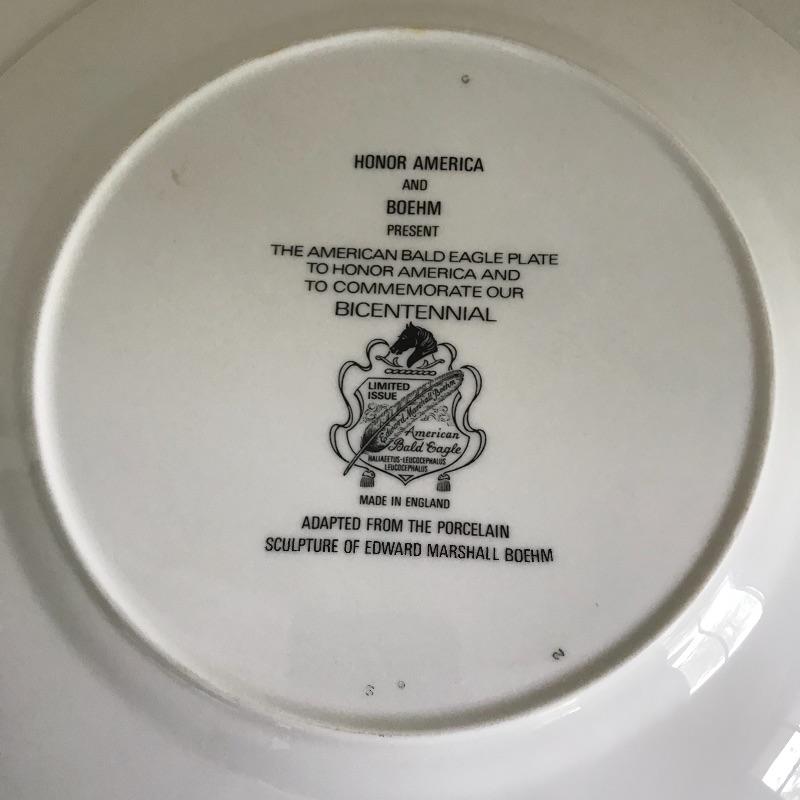 HONOR AMERICA
AND
BOEHM
PRESENT
THE AMERICAN BALD EAGLE PLATE
TO HONOR AMERICA AND
TO COMMEMORATE OUR
BICENTENNIAL
LIMITED
ISSUE
Edward Marshall Boehm
American
Bald Eagle
HALIAEETUS-LEUCOCEPHALUS
LEUCOCEPHALUS
MADE IN ENGLAND
ADAPTED FROM THE PORCELAIN
SCULPTURE OF EDWARD MARSHALL BOEHM